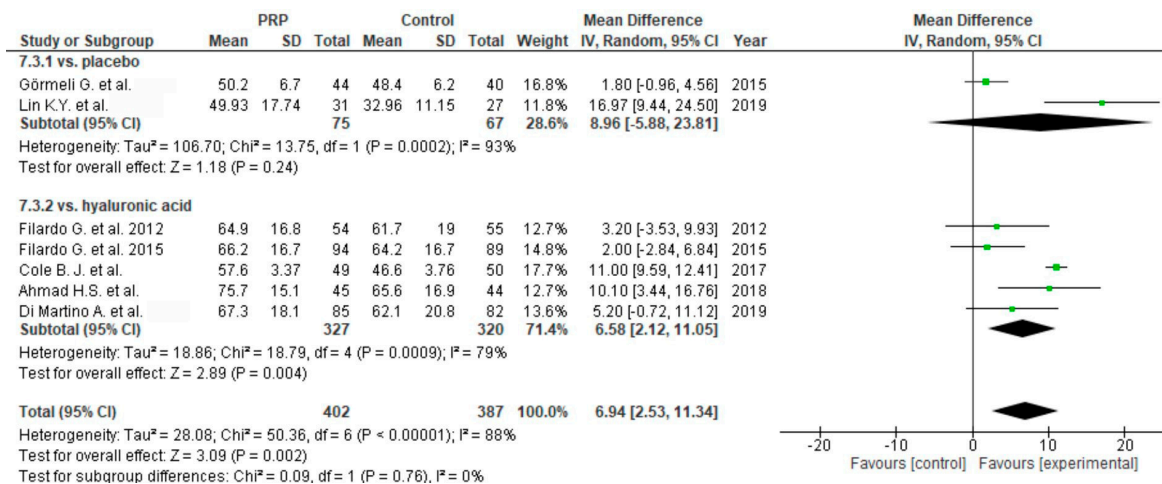 PRP Control Mean Difference Mean Difference
Study or Subgroup Mean SD Total Mean SD Total Weight IV, Random, 95% CI Year IV, Random, 95% CI
7.3.1 vs. placebo
Görmeli G. et al. 50.2 6.7 44 48.4 6.2 40 16.8% 1.80 [-0.96, 4.56] 2015
Lin K.Y. et al. 49.93 17.74 31 32.96 11.15 27 11.8% 16.97 [9.44, 24.50] 2019
Subtotal (95% CI) 75 67 28.6% 8.96 [-5.88, 23.81]
Heterogeneity: Tau² = 106.70; Chi² = 13.75, df = 1 (P = 0.0002); I² = 93%
Test for overall effect: Z = 1.18 (P = 0.24)
7.3.2 vs. hyaluronic acid
Filardo G. et al. 2012 64.9 16.8 54 61.7 19 55 12.7% 3.20 [-3.53, 9.93] 2012
Filardo G. et al. 2015 66.2 16.7 94 64.2 16.7 89 14.8% 2.00 [-2.84, 6.84] 2015
Cole B. J. et al. 57.6 3.37 49 46.6 3.76 50 17.7% 11.00 [9.59, 12.41] 2017
Ahmad H.S. et al. 75.7 15.1 45 65.6 16.9 44 12.7% 10.10 [3.44, 16.76] 2018
Di Martino A. et al. 67.3 18.1 85 62.1 20.8 82 13.6% 5.20 [-0.72, 11.12] 2019
Subtotal (95% CI) 327 320 71.4% 6.58 [2.12, 11.05]
Heterogeneity: Tau² = 18.86; Chi² = 18.79, df = 4 (P = 0.0009); I² = 79%
Test for overall effect: Z = 2.89 (P = 0.004)
Total (95% CI) 402 387 100.0% 6.94 [2.53, 11.34]
Heterogeneity: Tau² = 28.08; Chi² = 50.36, df = 6 (P < 0.00001); I² = 88%
Test for overall effect: Z = 3.09 (P = 0.002)
Test for subgroup differences: Chi² = 0.09, df = 1 (P = 0.76), I² = 0%
-20 -10 0 10 20
Favours [control] Favours [experimental]